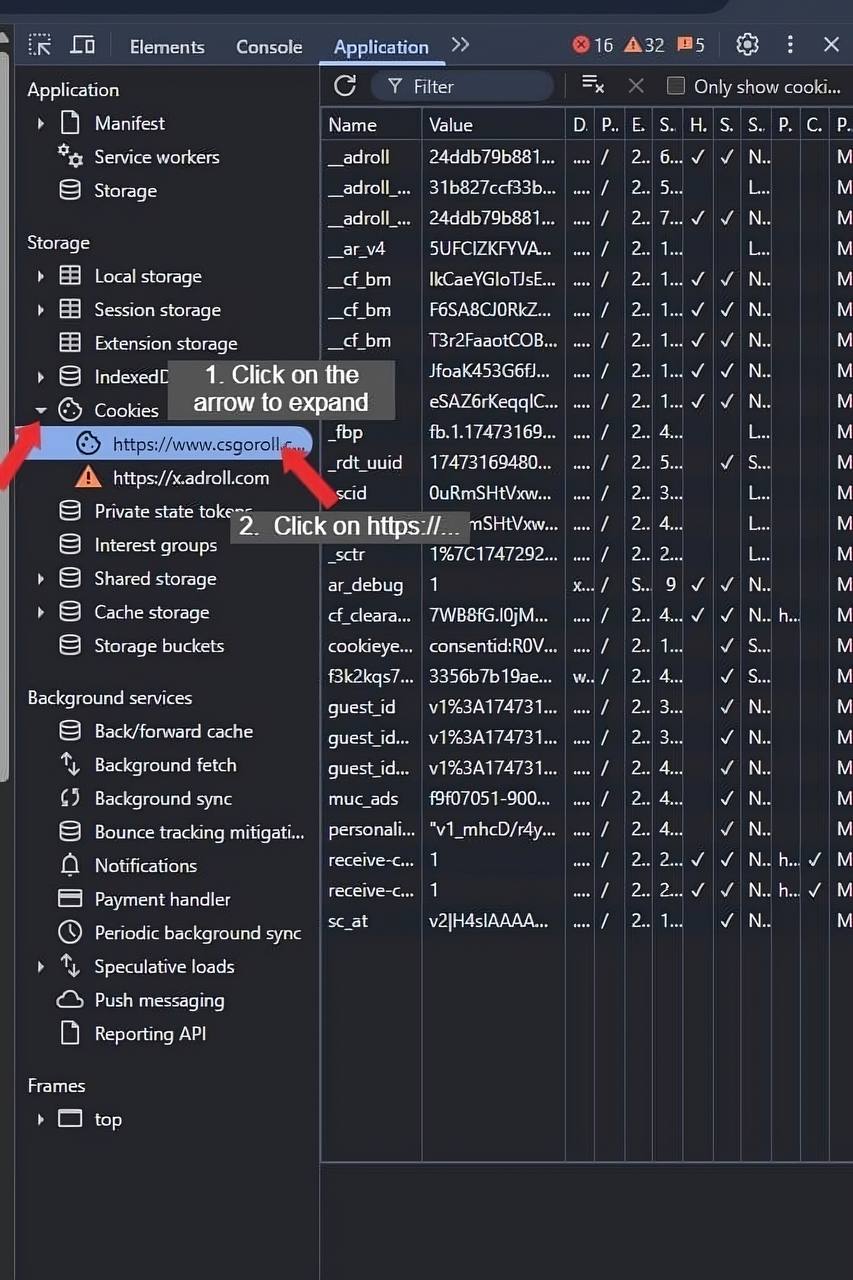 Elements Console Application 16 32 5
Application
Manifest
Service workers
Storage
Storage
Local storage
Session storage
Extension storage
IndexedD
Cookies
https://www.csgoroll.c...
https://x.adroll.com
Private state tokens
Interest groups
Shared storage
Cache storage
Storage buckets
Background services
Back/forward cache
Background fetch
Background sync
Bounce tracking mitigati...
Notifications
Payment handler
Periodic background sync
Speculative loads
Push messaging
Reporting API
Frames
top
1. Click on the
arrow to expand
2. Click on https://...
Filter Only show cooki...
Name Value D. P.. E. S.. H. S. S.. P. C. P..
__adroll 24ddb79b881... .... / 2.. 6... ✓ ✓ N.. M
__adroll_... 31b827ccf33b... .... / 2.. 5... L... M
__adroll_... 24ddb79b881... .... / 2.. 7... ✓ ✓ N.. M
__ar_v4 5UFCIZKFYVA... .... / 2.. 1... L... M
__cf_bm IkCaeYGloTJsE... .... / 2.. 1... ✓ ✓ N.. M
__cf_bm F6SA8CJ0RkZ... .... / 2.. 1... ✓ ✓ N.. M
__cf_bm T3r2FaaotCOB... .... / 2.. 1... ✓ ✓ N.. M
JfoaK453G6fJ... .... / 2.. 1... ✓ ✓ N.. M
eSAZ6rKeqqIC... .... / 2.. 1... ✓ ✓ N.. M
_fbp fb.1.17473169... .... / 2.. 4... L... M
_rdt_uuid 17473169480... .... / 2.. 5... ✓ S... M
_scid 0uRmSHtVxw... .... / 2.. 3... L... M
mSHtVxw... .... / 2.. 4... L... M
_sctr 1%7C1747292... .... / 2.. 2... L... M
ar_debug 1 x... / S.. 9 ✓ ✓ N.. M
cf_cleara... 7WB8fG.l0jM... .... / 2.. 4... ✓ ✓ N.. h... M
cookieye... consentid:R0V... .... / 2.. 1... ✓ S... M
f3k2kqs7... 3356b7b19ae... w.. / 2.. 4... ✓ S... M
guest_id v1%3A174731... .... / 2.. 3... ✓ N.. M
guest_id... v1%3A174731... .... / 2.. 3... ✓ N.. M
guest_id... v1%3A174731... .... / 2.. 4... ✓ N.. M
muc_ads f9f07051-900... .... / 2.. 4... ✓ N.. M
personali... "v1_mhcD/r4y... .... / 2.. 4... ✓ N.. M
receive-c... 1 .... / 2.. 2... ✓ ✓ N.. h... ✓ M
receive-c... 1 .... / 2.. 2... ✓ ✓ N.. h... ✓ M
sc_at v2|H4sIAAAA... .... / 2.. 1... ✓ N.. M